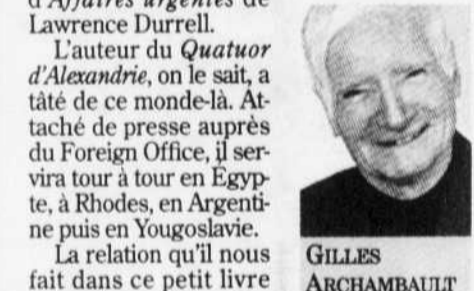 d'Affaires urgentes de
Lawrence Durrell.
L'auteur du Quatuor
d'Alexandrie, on le sait, a
tâté de ce monde-là. At-
taché de presse auprès
du Foreign Office, il ser-
vira tour à tour en Égyp-
te, à Rhodes, en Argenti-
ne puis en Yougoslavie.
La relation qu'il nous
fait dans ce petit livre
GILLES
ARCHAMBAULT